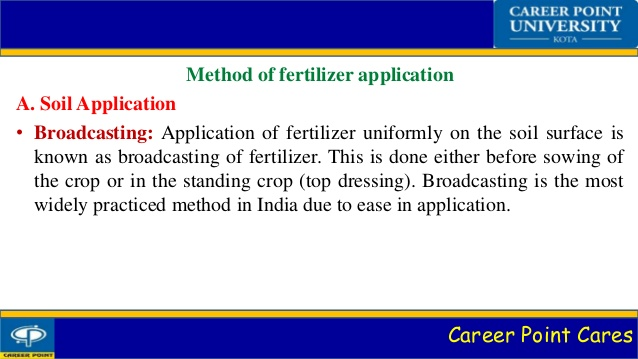 CAREER POINT
UNIVERSITY
KOTA
Method of fertilizer application
A. Soil Application
• Broadcasting: Application of fertilizer uniformly on the soil surface is
known as broadcasting of fertilizer. This is done either before sowing of
the crop or in the standing crop (top dressing). Broadcasting is the most
widely practiced method in India due to ease in application.
CAREER POINT
Career Point Cares